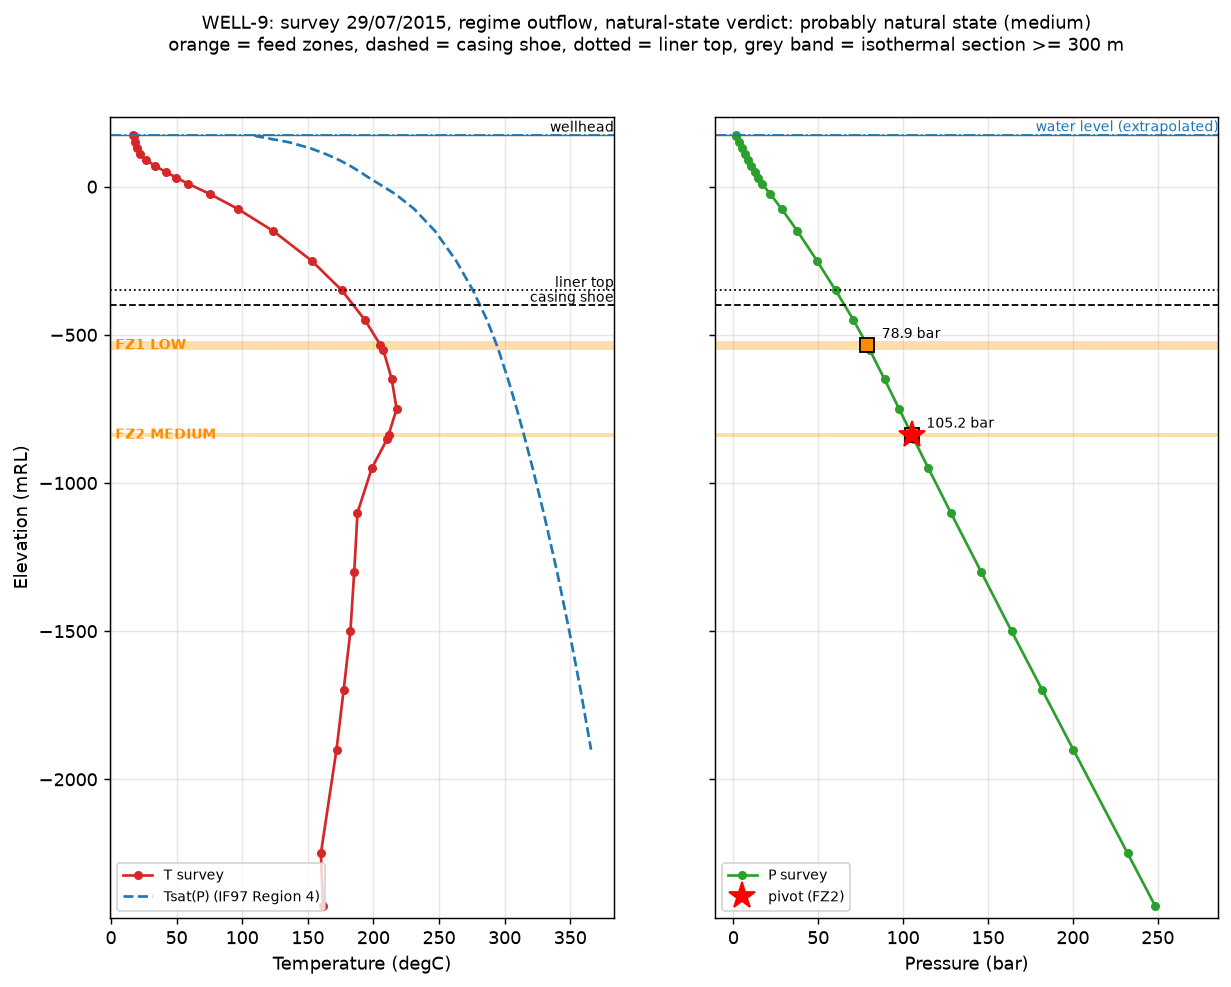 WELL-9: survey 29/07/2015, regime outflow, natural-state verdict: probably natural state (medium)
orange = feed zones, dashed = casing shoe, dotted = liner top, grey band = isothermal section >= 300 m
wellhead
liner top
casing shoe
FZ1 LOW
FZ2 MEDIUM
0
−500
−1000
−1500
−2000
Elevation (mRL)
T survey
Tsat(P) (IF97 Region 4)
0 50 100 150 200 250 300 350
Temperature (degC)
water level (extrapolated)
78.9 bar
105.2 bar
P survey
pivot (FZ2)
0 50 100 150 200 250
Pressure (bar)